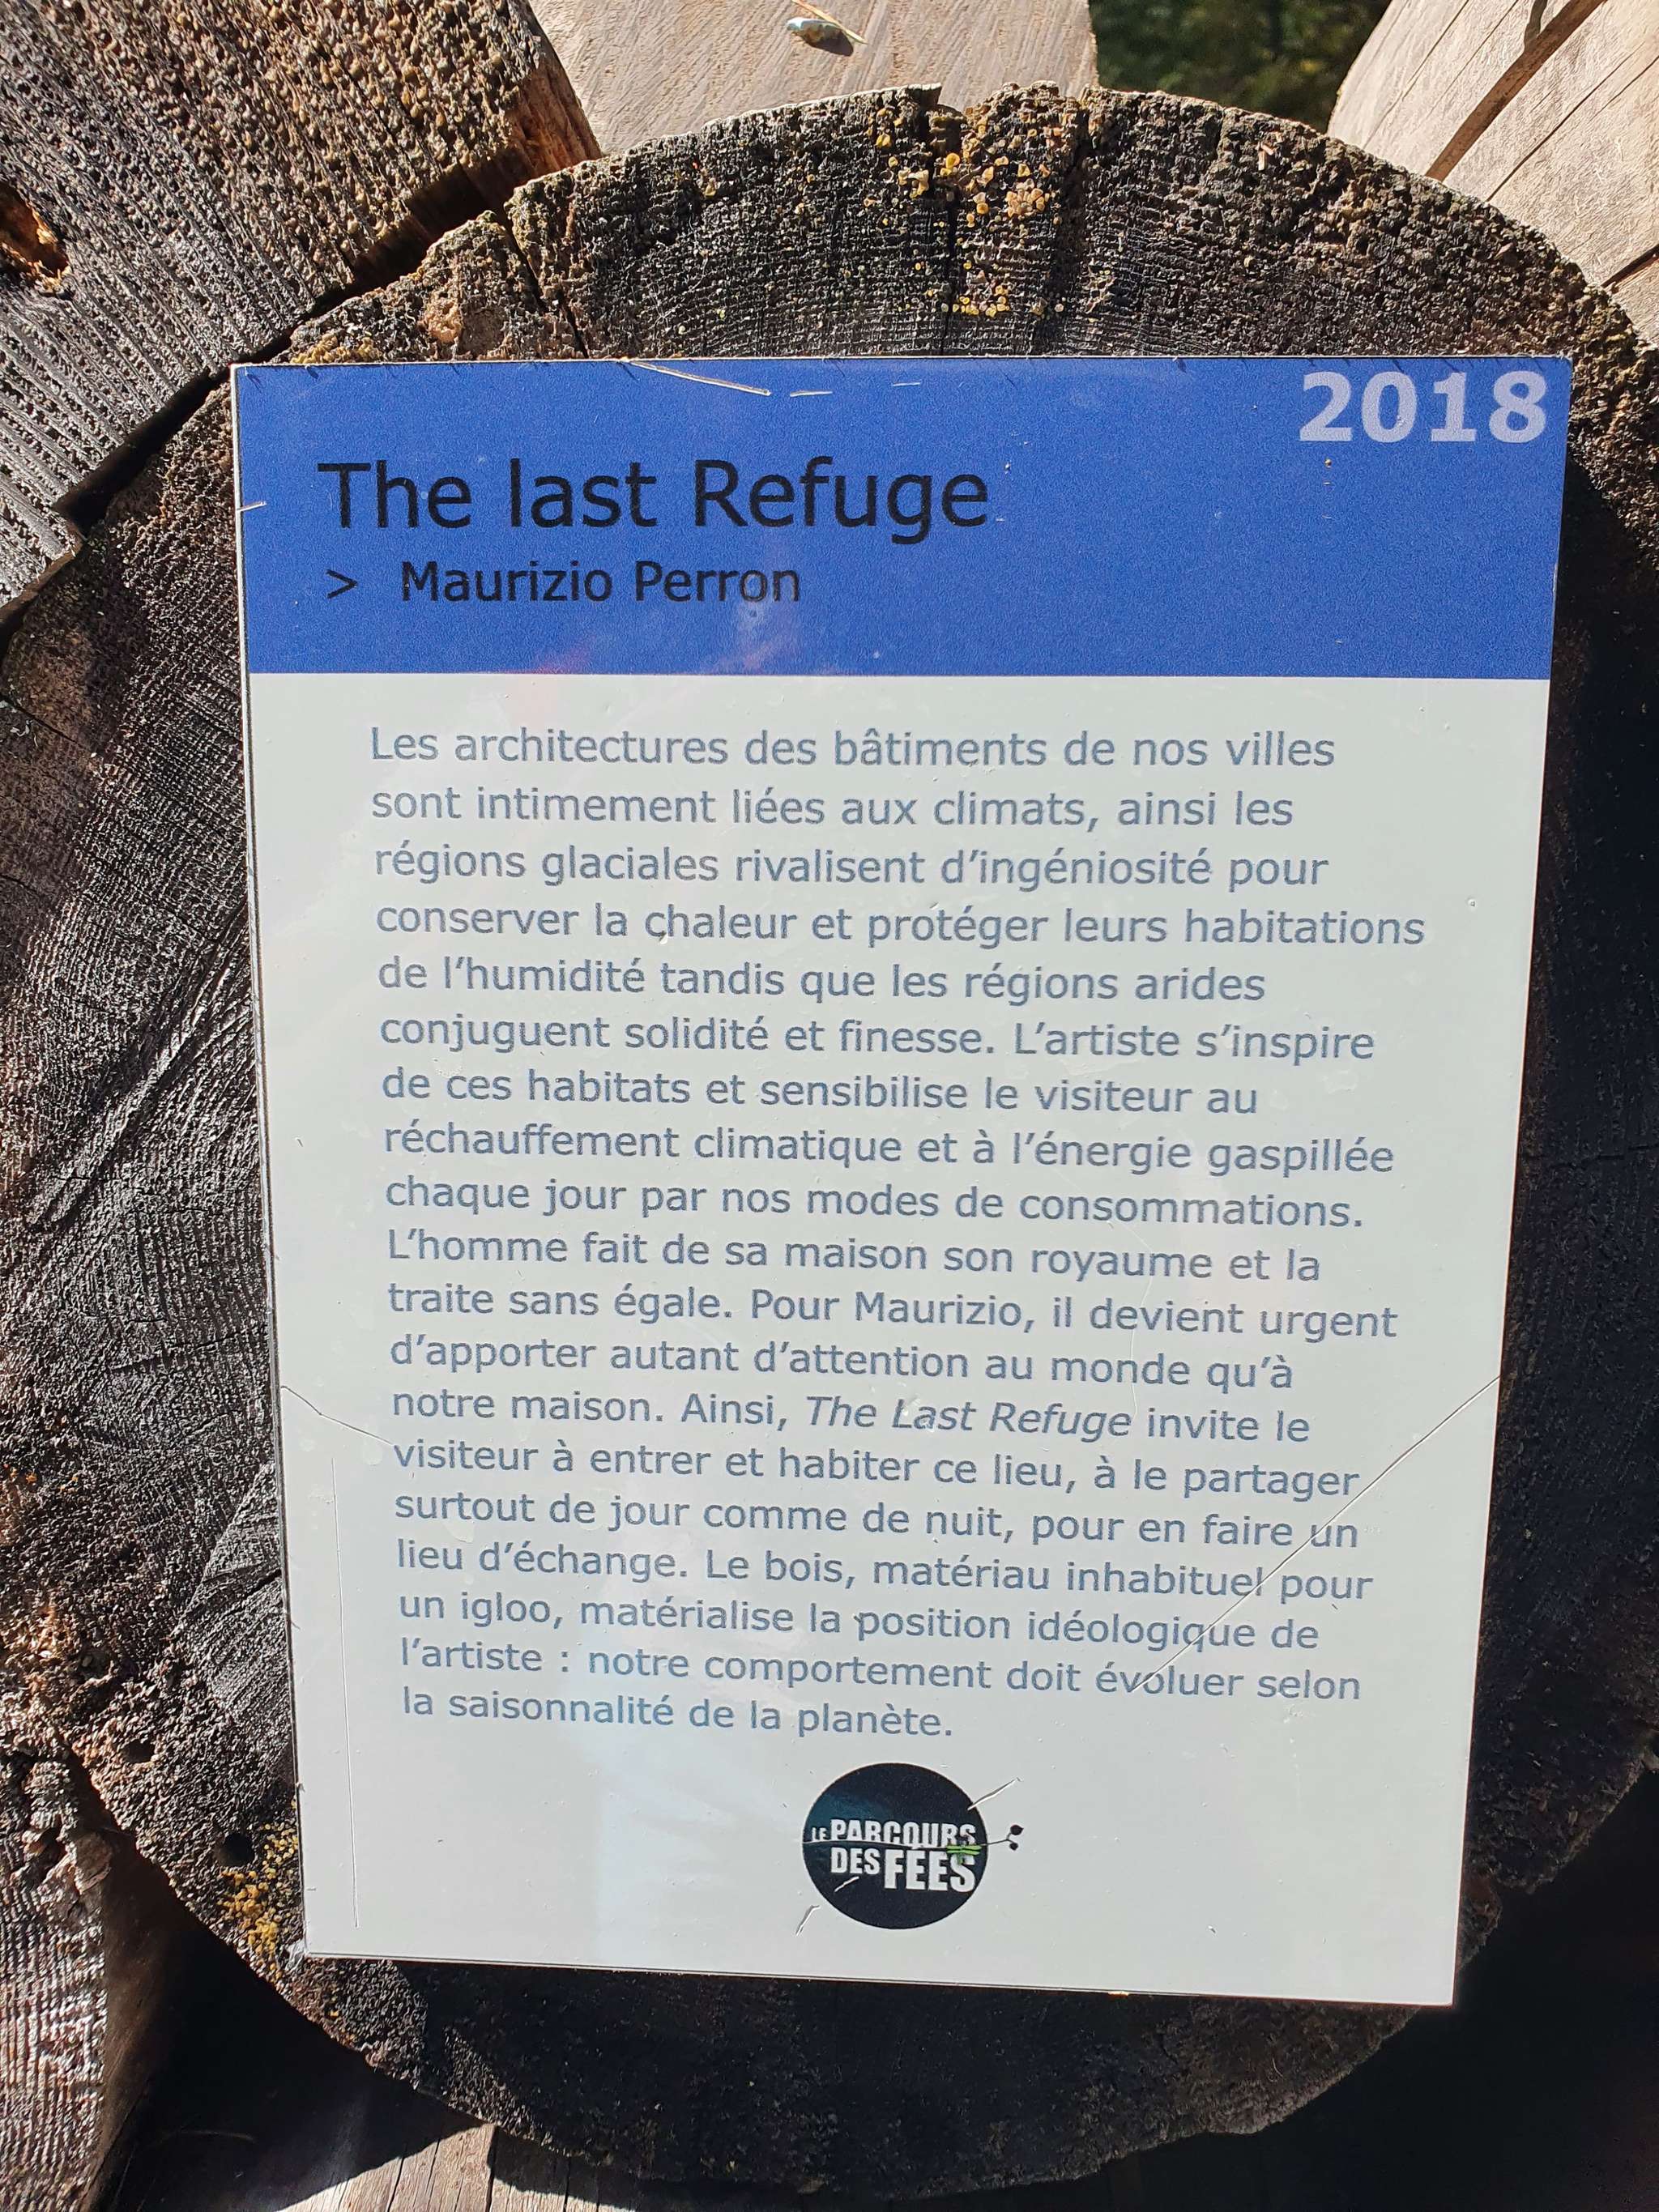 2018
The last Refuge
> Maurizio Perron
Les architectures des bâtiments de nos villes
sont intimement liées aux climats, ainsi les
régions glaciales rivalisent d’ingéniosité pour
conserver la chaleur et protéger leurs habitations
de l’humidité tandis que les régions arides
conjuguent solidité et finesse. L’artiste s’inspire
de ces habitats et sensibilise le visiteur au
réchauffement climatique et à l’énergie gaspillée
chaque jour par nos modes de consommations.
L’homme fait de sa maison son royaume et la
traite sans égale. Pour Maurizio, il devient urgent
d’apporter autant d’attention au monde qu’à
notre maison. Ainsi, The Last Refuge invite le
visiteur à entrer et habiter ce lieu, à le partager
surtout de jour comme de nuit, pour en faire un
lieu d’échange. Le bois, matériau inhabituel pour
un igloo, matérialise la position idéologique de
l’artiste : notre comportement doit évoluer selon
la saisonnalité de la planète.
LE PARCOURS
DES FÉES